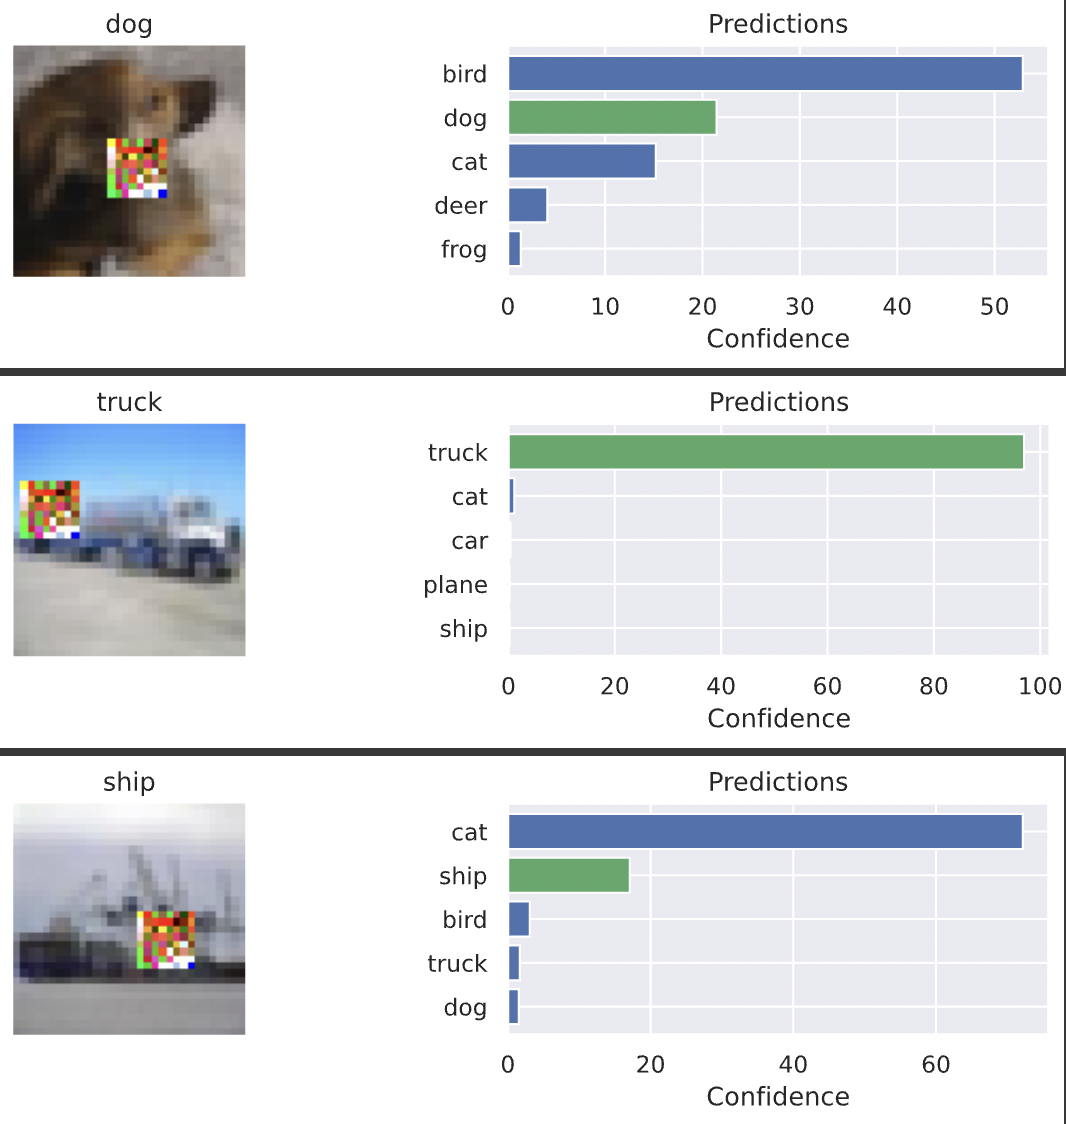 dog
Predictions
bird
dog
cat
deer
frog
0 10 20 30 40 50
Confidence
truck
Predictions
truck
cat
car
plane
ship
0 20 40 60 80 100
Confidence
ship
Predictions
cat
ship
bird
truck
dog
0 20 40 60
Confidence